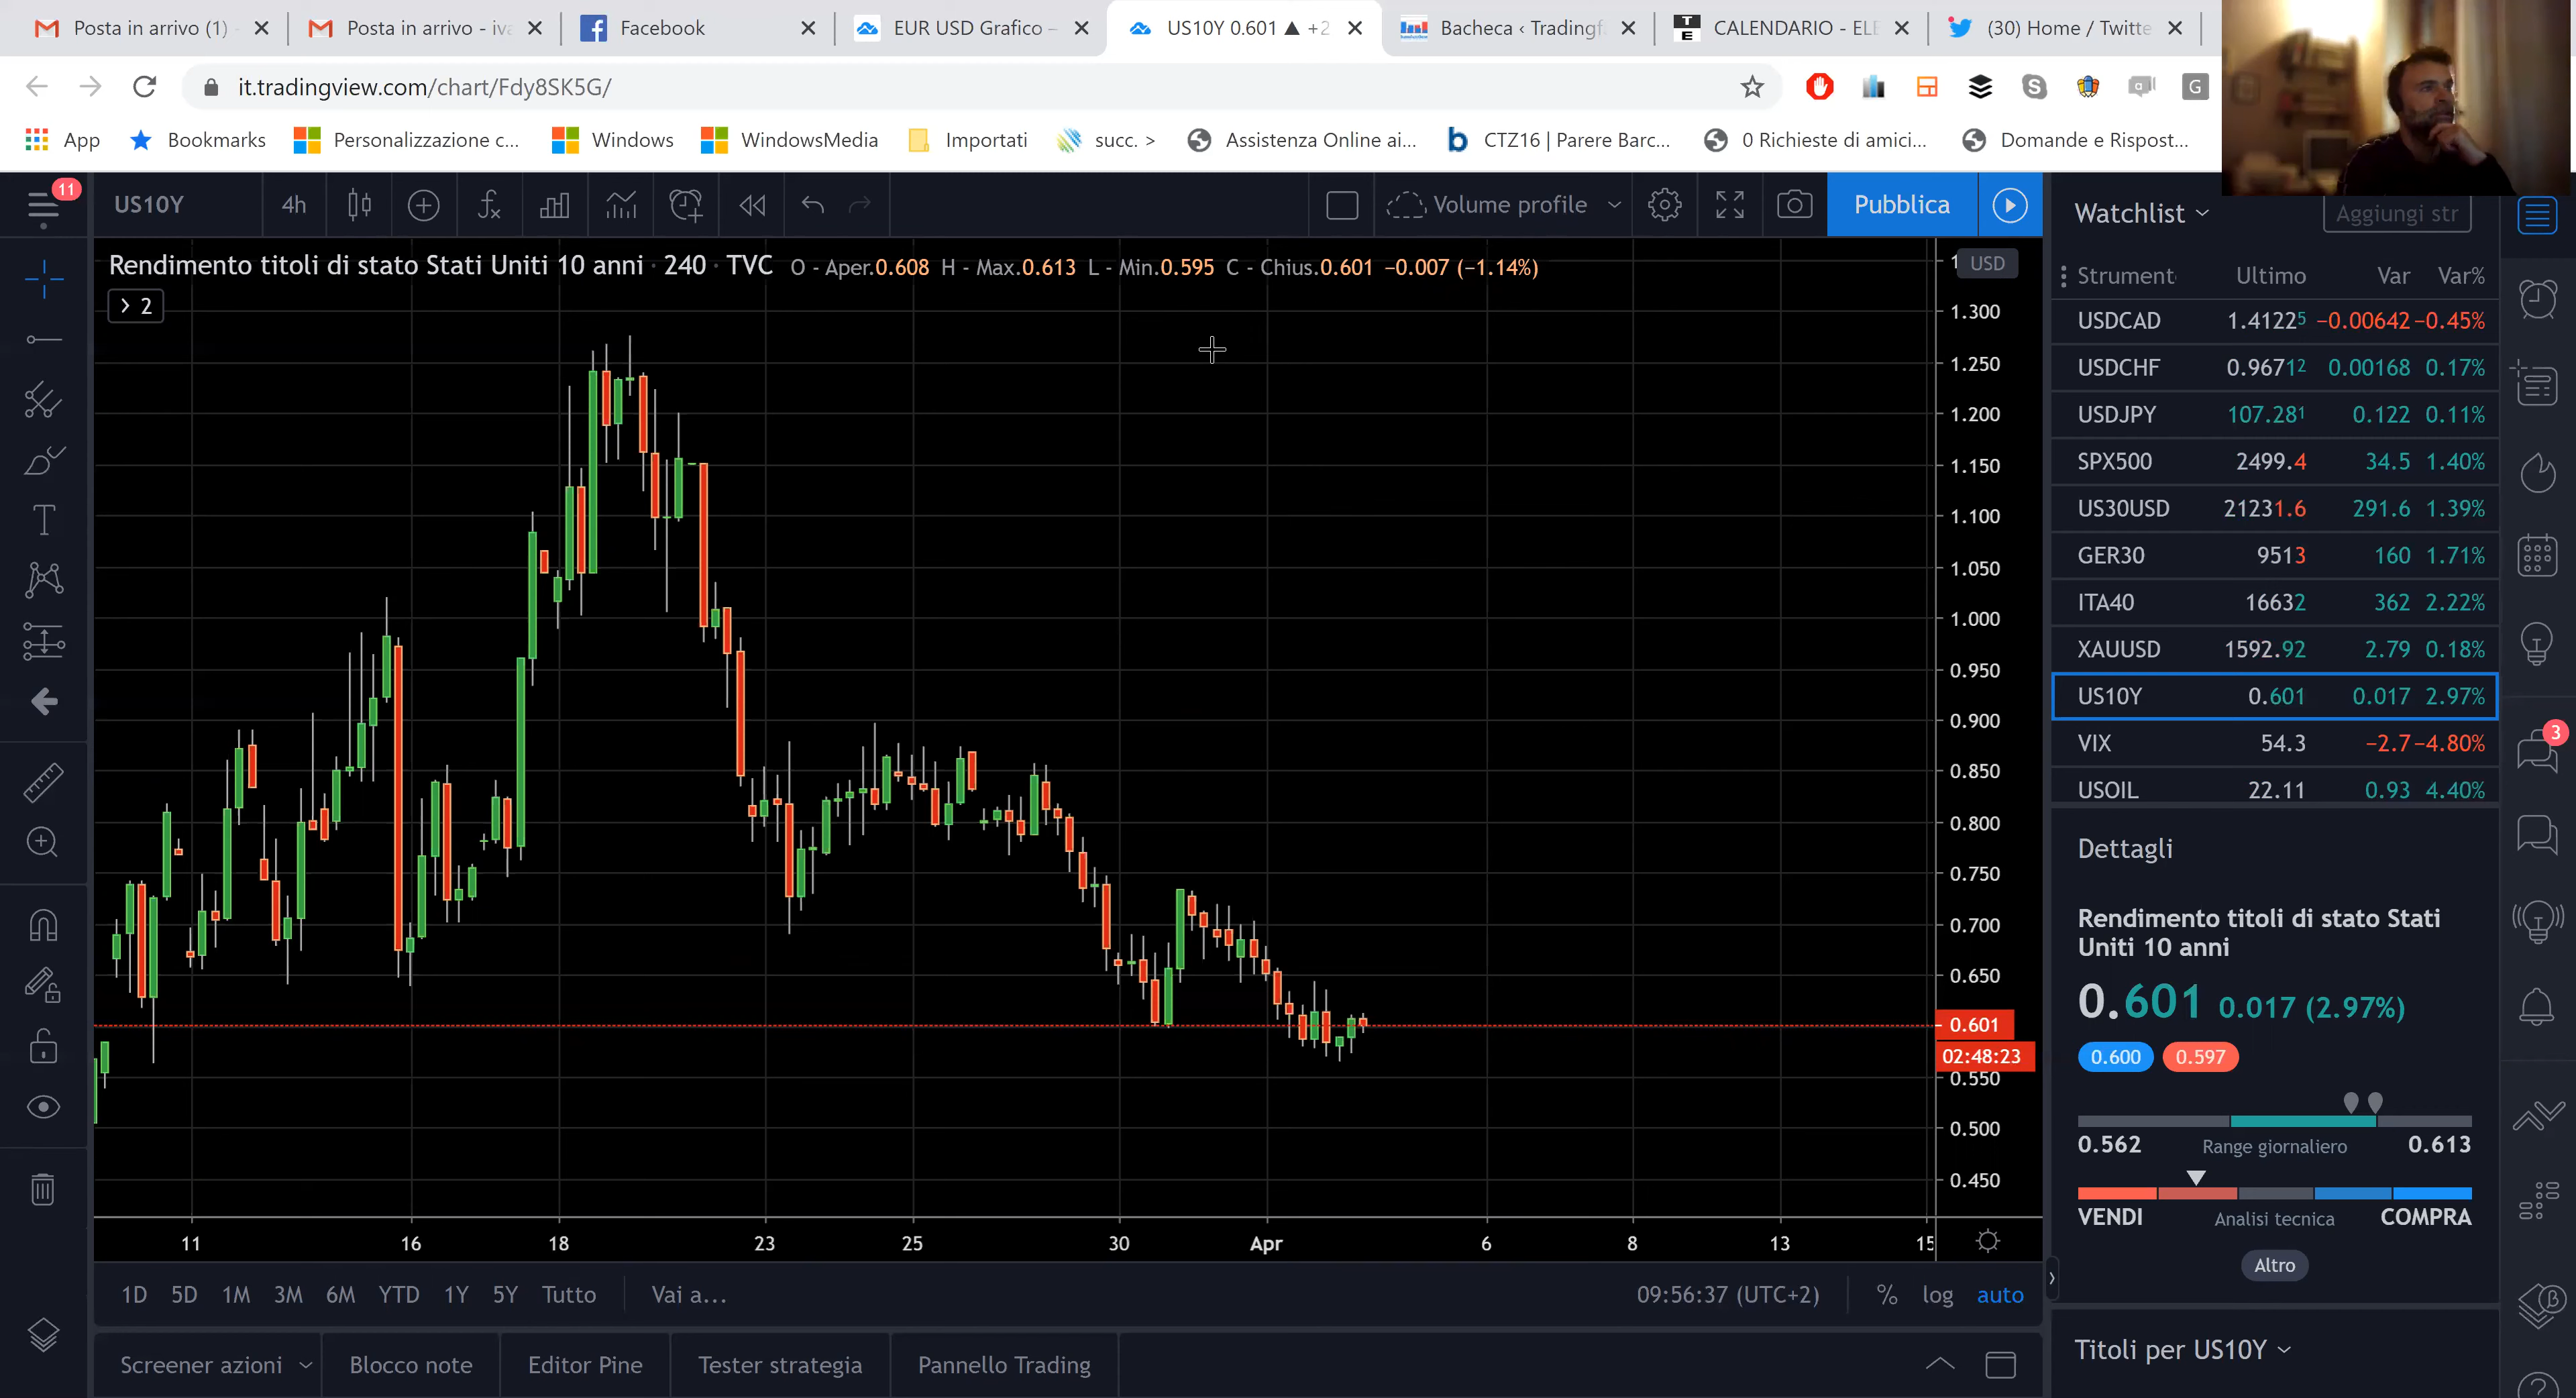 Posta in arrivo (1) -
Posta in arrivo - iva
Facebook
EUR USD Grafico –
US10Y 0.601 ▲ +2
Bacheca ‹ Tradingf
CALENDARIO - ELE
(30) Home / Twitte
it.tradingview.com/chart/Fdy8SK5G/
App
Bookmarks
Personalizzazione c...
Windows
WindowsMedia
Importati
succ. >
Assistenza Online ai...
CTZ16 | Parere Barc...
0 Richieste di amici...
Domande e Rispost...
11
US10Y
4h
Volume profile
Pubblica
Watchlist
Aggiungi str
Rendimento titoli di stato Stati Uniti 10 anni · 240 · TVC O - Aper.0.608 H - Max.0.613 L - Min.0.595 C - Chius.0.601 −0.007 (−1.14%)
> 2
USD
1.300
1.250
1.200
1.150
1.100
1.050
1.000
0.950
0.900
0.850
0.800
0.750
0.700
0.650
0.601
02:48:23
0.550
0.500
0.450
11 16 18 23 25 30 Apr 6 8 13 15
1D 5D 1M 3M 6M YTD 1Y 5Y Tutto Vai a...
09:56:37 (UTC+2) % log auto
Screener azioni
Blocco note
Editor Pine
Tester strategia
Pannello Trading
Strument Ultimo Var Var%
USDCAD 1.41225 −0.00642 −0.45%
USDCHF 0.96712 0.00168 0.17%
USDJPY 107.281 0.122 0.11%
SPX500 2499.4 34.5 1.40%
US30USD 21231.6 291.6 1.39%
GER30 9513 160 1.71%
ITA40 16632 362 2.22%
XAUUSD 1592.92 2.79 0.18%
US10Y 0.601 0.017 2.97%
VIX 54.3 −2.7 −4.80%
USOIL 22.11 0.93 4.40%
3
Dettagli
Rendimento titoli di stato Stati
Uniti 10 anni
0.601 0.017 (2.97%)
0.600 0.597
0.562 Range giornaliero 0.613
VENDI Analisi tecnica COMPRA
Altro
Titoli per US10Y